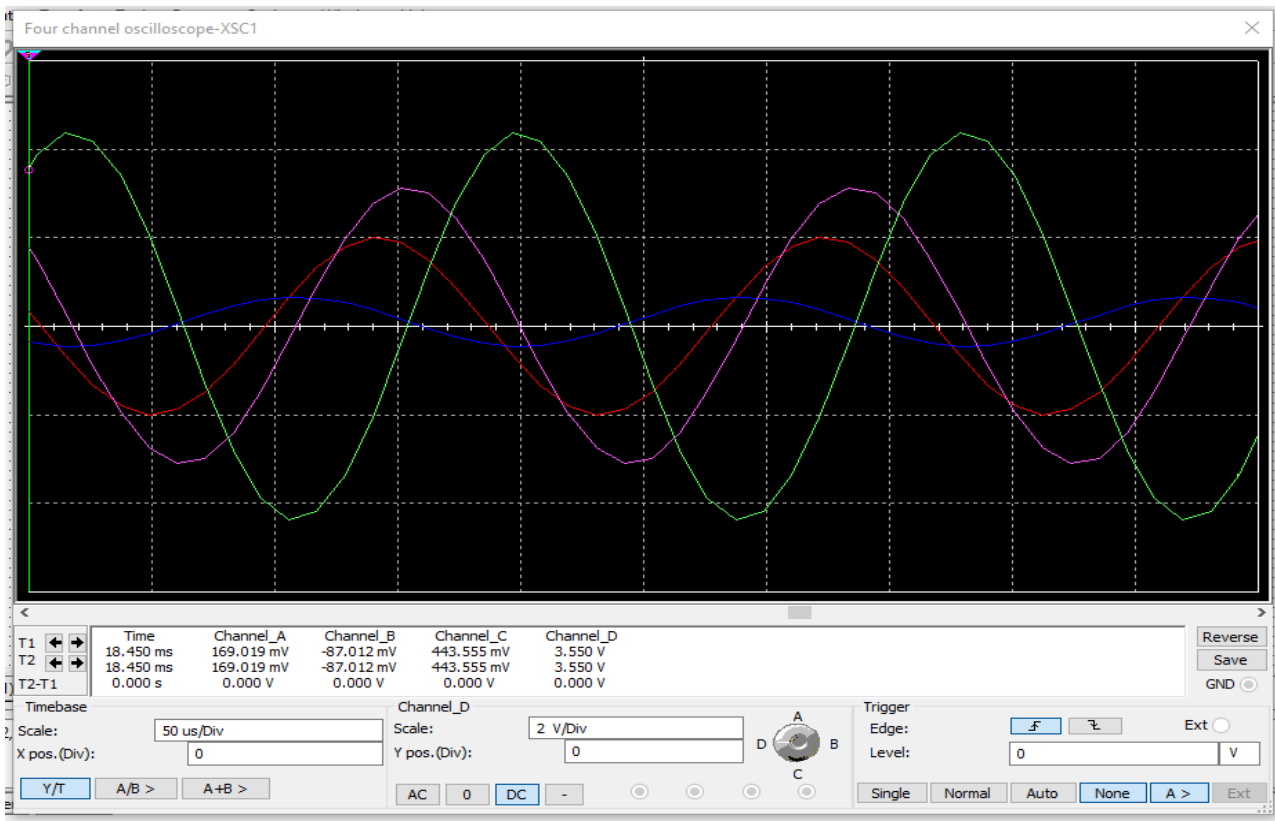 Four channel oscilloscope-XSC1
Time Channel_A Channel_B Channel_C Channel_D
T1 18.450 ms 169.019 mV -87.012 mV 443.555 mV 3.550 V
T2 18.450 ms 169.019 mV -87.012 mV 443.555 mV 3.550 V
T2-T1 0.000 s 0.000 V 0.000 V 0.000 V 0.000 V
Reverse
Save
GND
Timebase
Scale: 50 us/Div
X pos.(Div): 0
Y/T A/B > A+B >
Channel_D
Scale: 2 V/Div
Y pos.(Div): 0
AC 0 DC -
A
D B
C
Trigger
Edge: Ext
Level: 0 V
Single Normal Auto None A > Ext